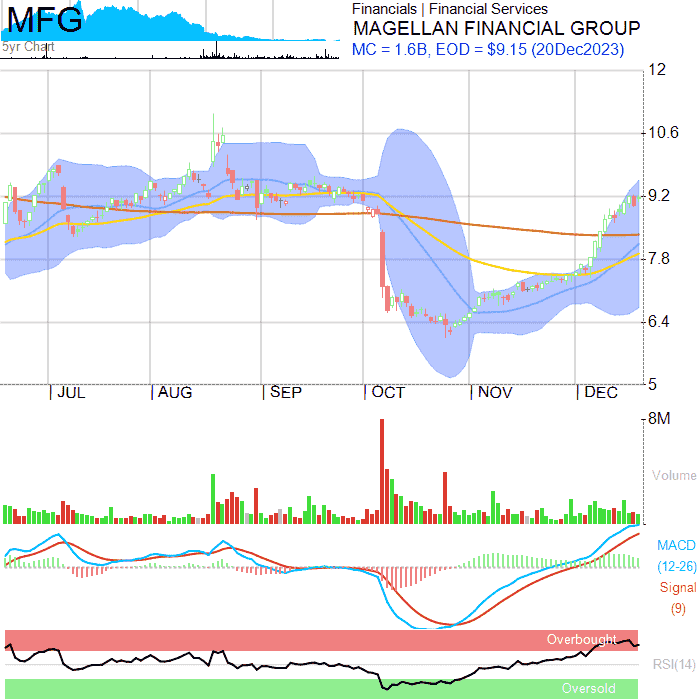 MFG
5yr Chart
Financials | Financial Services
MAGELLAN FINANCIAL GROUP
MC = 1.6B, EOD = $9.15 (20Dec2023)
12
10.6
9.2
7.8
6.4
5
| JUL | AUG | SEP | OCT | NOV | DEC
8M
Volume
MACD
(12-26)
Signal
(9)
Overbought
RSI(14)
Oversold